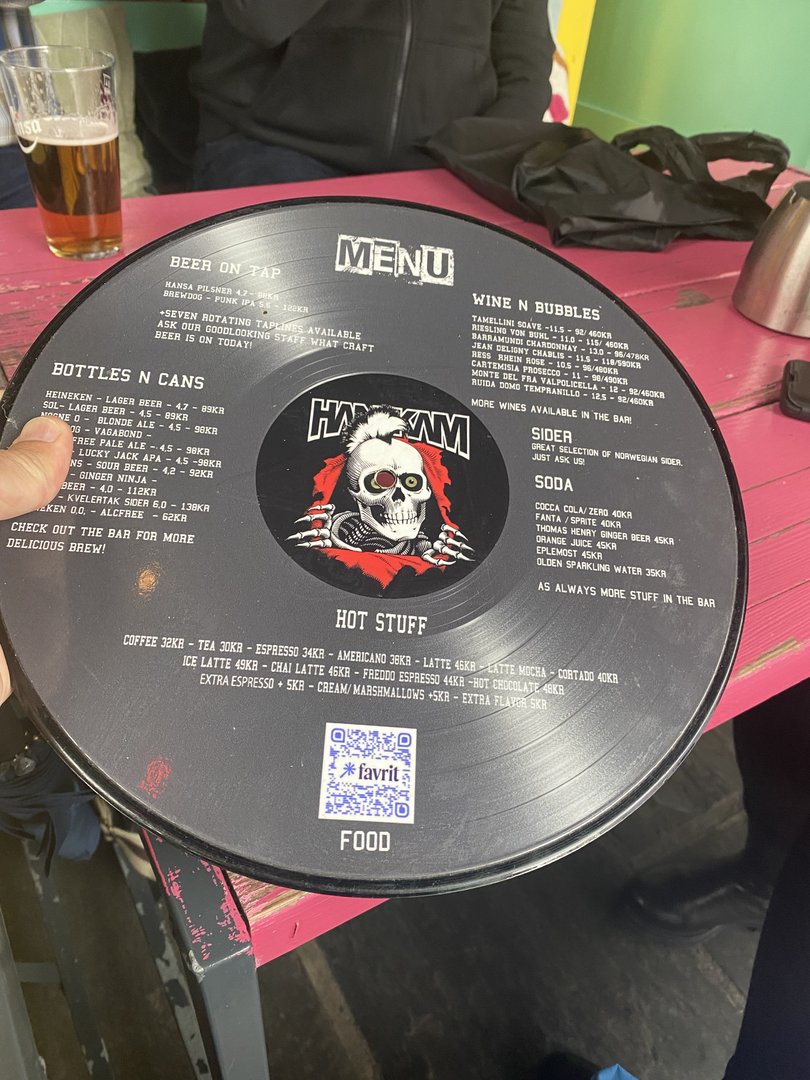 MENU
BEER ON TAP
HANSA PILSNER 4,7 - 88KR
BREWDOG - PUNK IPA 5,6 - 122KR
+SEVEN ROTATING TAPLINES AVAILABLE
ASK OUR GOODLOOKING STAFF WHAT CRAFT
BEER IS ON TODAY!
BOTTLES N CANS
HEINEKEN - LAGER BEER - 4,7 - 89KR
SOL- LAGER BEER - 4,5 - 89KR
- BLONDE ALE - 4,5 - 98KR
- VAGABOND -
FREE PALE ALE - 4,5 - 98KR
LUCKY JACK APA - 4,5 -98KR
- SOUR BEER - 4,2 - 92KR
- GINGER NINJA -
BEER - 4,0 - 112KR
- KVELERTAK SIDER 6,0 - 138KR
0,0, - ALCFREE - 62KR
CHECK OUT THE BAR FOR MORE
DELICIOUS BREW!
WINE N BUBBLES
TAMELLINI SOAVE -11,5 - 92/460KR
RIESLING VON BUHL - 11,0 - 115/ 460KR
BARRAMUNDI CHARDONNAY - 13,0 - 96/478KR
JEAN DELIGNY CHABLIS - 11,5 - 118/590KR
RESS RHEIN ROSE - 10,5 - 96/480KR
CARTEMISIA PROSECCO - 11 - 98/490KR
MONTE DEL FRA VALPOLICELLA - 12 - 92/460KR
RUIDA DOMO TEMPRANILLO - 12,5 - 92/460KR
MORE WINES AVAILABLE IN THE BAR!
SIDER
GREAT SELECTION OF NORWEGIAN SIDER.
JUST ASK US!
SODA
COCCA COLA/ZERO 40KR
FANTA / SPRITE 40KR
THOMAS HENRY GINGER BEER 45KR
ORANGE JUICE 45KR
EPLEMOST 45KR
OLDEN SPARKLING WATER 35KR
AS ALWAYS MORE STUFF IN THE BAR
HOT STUFF
COFFEE 32KR - TEA 30KR - ESPRESSO 34KR - AMERICANO 38KR - LATTE 46KR - LATTE MOCHA - CORTADO 40KR
ICE LATTE 49KR - CHAI LATTE 46KR - FREDDO ESPRESSO 44KR -HOT CHOCOLATE 46KR
EXTRA ESPRESSO + 5KR - CREAM/ MARSHMALLOWS +5KR - EXTRA FLAVOR 5KR
favrit
FOOD